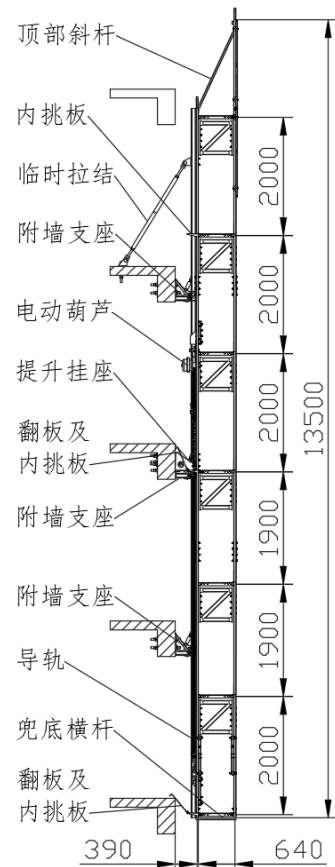 顶部斜杆
内挑板
临时拉结
附墙支座
电动葫芦
提升挂座
翻板及
内挑板
附墙支座
附墙支座
导轨
兜底横杆
翻板及
内挑板
2000
2000
2000
1900
1900
2000
13500
390
640